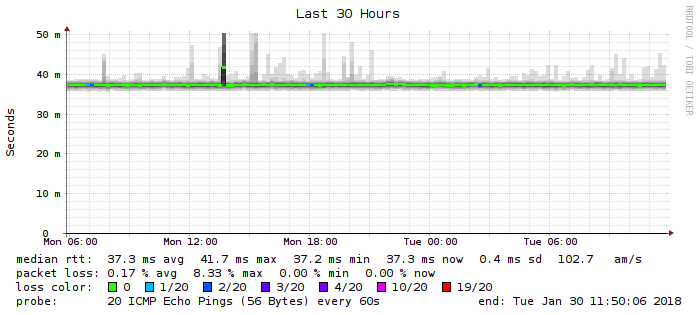 Last 30 Hours
50 m
40 m
30 m
20 m
10 m
0
Seconds
Mon 06:00 Mon 12:00 Mon 18:00 Tue 00:00 Tue 06:00
median rtt: 37.3 ms avg 41.7 ms max 37.2 ms min 37.3 ms now 0.4 ms sd 102.7 am/s
packet loss: 0.17 % avg 8.33 % max 0.00 % min 0.00 % now
loss color: 0 1/20 2/20 3/20 4/20 10/20 19/20
probe: 20 ICMP Echo Pings (56 Bytes) every 60s end: Tue Jan 30 11:50:06 2018
RRDTOOL / TOBI OETIKER